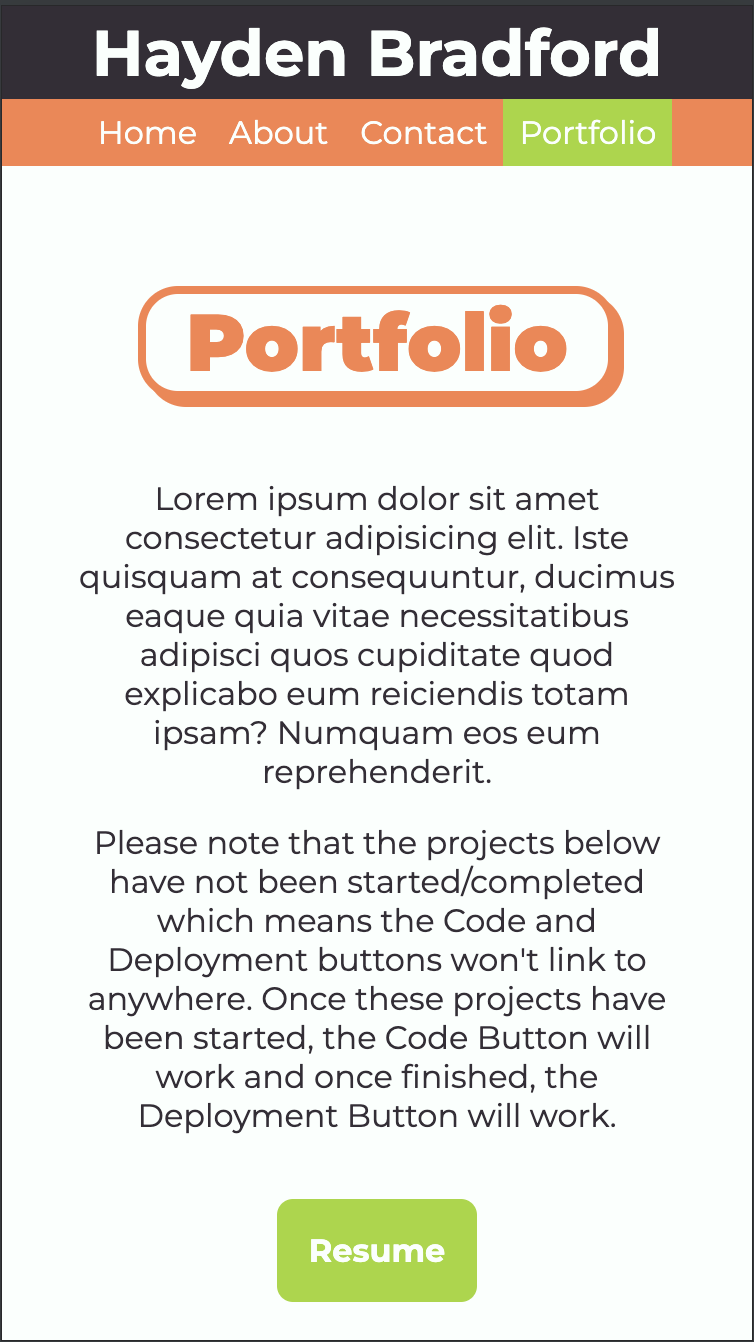 Hayden Bradford
Home About Contact Portfolio
Portfolio
Lorem ipsum dolor sit amet
consectetur adipisicing elit. Iste
quisquam at consequuntur, ducimus
eaque quia vitae necessitatibus
adipisci quos cupiditate quod
explicabo eum reiciendis totam
ipsam? Numquam eos eum
reprehenderit.
Please note that the projects below
have not been started/completed
which means the Code and
Deployment buttons won't link to
anywhere. Once these projects have
been started, the Code Button will
work and once finished, the
Deployment Button will work.
Resume